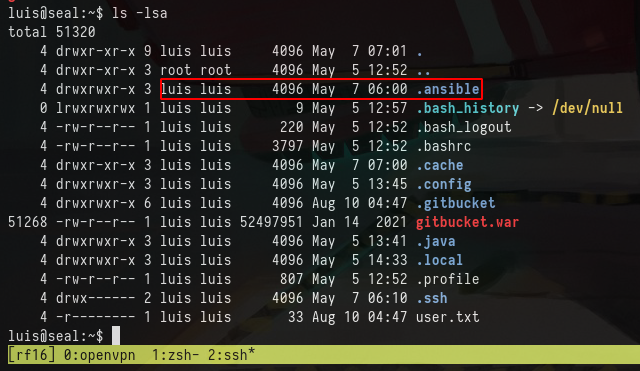 luis@seal:~$ ls -lsa
total 51320
    4 drwxr-xr-x 9 luis luis     4096 May  7 07:01 .
    4 drwxr-xr-x 3 root root     4096 May  5 12:52 ..
    4 drwxrwxr-x 3 luis luis     4096 May  7 06:00 .ansible
    0 lrwxrwxrwx 1 luis luis        9 May  5 12:57 .bash_history -> /dev/null
    4 -rw-r--r-- 1 luis luis      220 May  5 12:52 .bash_logout
    4 -rw-r--r-- 1 luis luis     3797 May  5 12:52 .bashrc
    4 drwxr-xr-x 3 luis luis     4096 May  7 07:00 .cache
    4 drwxrwxr-x 3 luis luis     4096 May  5 13:45 .config
    4 drwxrwxr-x 6 luis luis     4096 Aug 10 04:47 .gitbucket
51268 -rw-r--r-- 1 luis luis 52497951 Jan 14  2021 gitbucket.war
    4 drwxrwxr-x 3 luis luis     4096 May  5 13:41 .java
    4 drwxrwxr-x 3 luis luis     4096 May  5 14:33 .local
    4 -rw-r--r-- 1 luis luis      807 May  5 12:52 .profile
    4 drwx------ 2 luis luis     4096 May  7 06:10 .ssh
    4 -r-------- 1 luis luis       33 Aug 10 04:47 user.txt
luis@seal:~$
[rf16] 0:openvpn  1:zsh- 2:ssh*